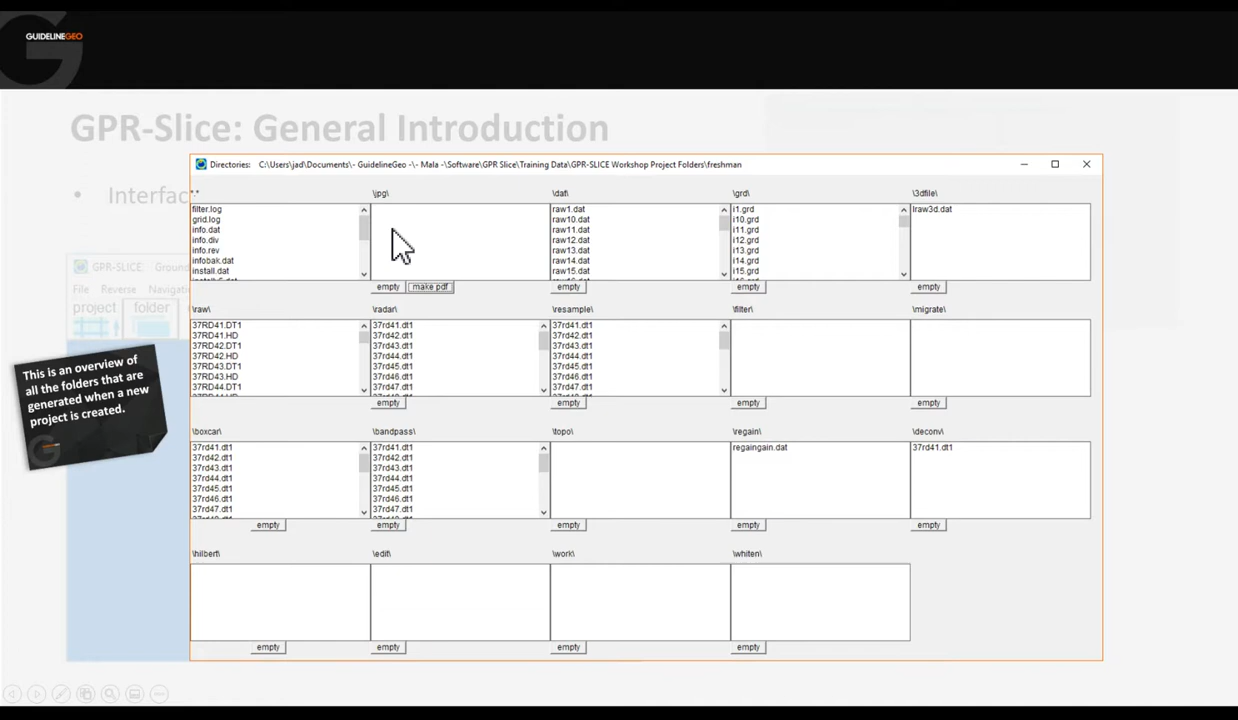 GUIDELINEGEO
GPR-Slice: General Introduction
• Interfac
Directories: C:\Users\jad\Documents\- GuidelineGeo -\- Mala -\Software\GPR Slice\Training Data\GPR-SLICE Workshop Project Folders\freshman
*.* \jpg\ \dat\ \grd\ \3dfile\
filter.log raw1.dat i1.grd lraw3d.dat
grid.log raw10.dat i10.grd
info.dat raw11.dat i11.grd
info.div raw12.dat i12.grd
info.rev raw13.dat i13.grd
infobak.dat raw14.dat i14.grd
install.dat raw15.dat i15.grd
empty make pdf empty empty empty
GPR-SLICE: Groun
File Reverse Navigati
project folder
\raw\ \radar\ \resample\ \filter\ \migrate\
37RD41.DT1 37rd41.dt1 37rd41.dt1
37RD41.HD 37rd42.dt1 37rd42.dt1
37RD42.DT1 37rd43.dt1 37rd43.dt1
37RD42.HD 37rd44.dt1 37rd44.dt1
37RD43.DT1 37rd45.dt1 37rd45.dt1
37RD43.HD 37rd46.dt1 37rd46.dt1
37RD44.DT1 37rd47.dt1 37rd47.dt1
empty empty empty empty
This is an overview of
all the folders that are
generated when a new
project is created.
\boxcar\ \bandpass\ \topo\ \regain\ \deconv\
37rd41.dt1 37rd41.dt1 regaingain.dat 37rd41.dt1
37rd42.dt1 37rd42.dt1
37rd43.dt1 37rd43.dt1
37rd44.dt1 37rd44.dt1
37rd45.dt1 37rd45.dt1
37rd46.dt1 37rd46.dt1
37rd47.dt1 37rd47.dt1
empty empty empty empty empty
\hilbert\ \edit\ \work\ \whiten\
empty empty empty empty